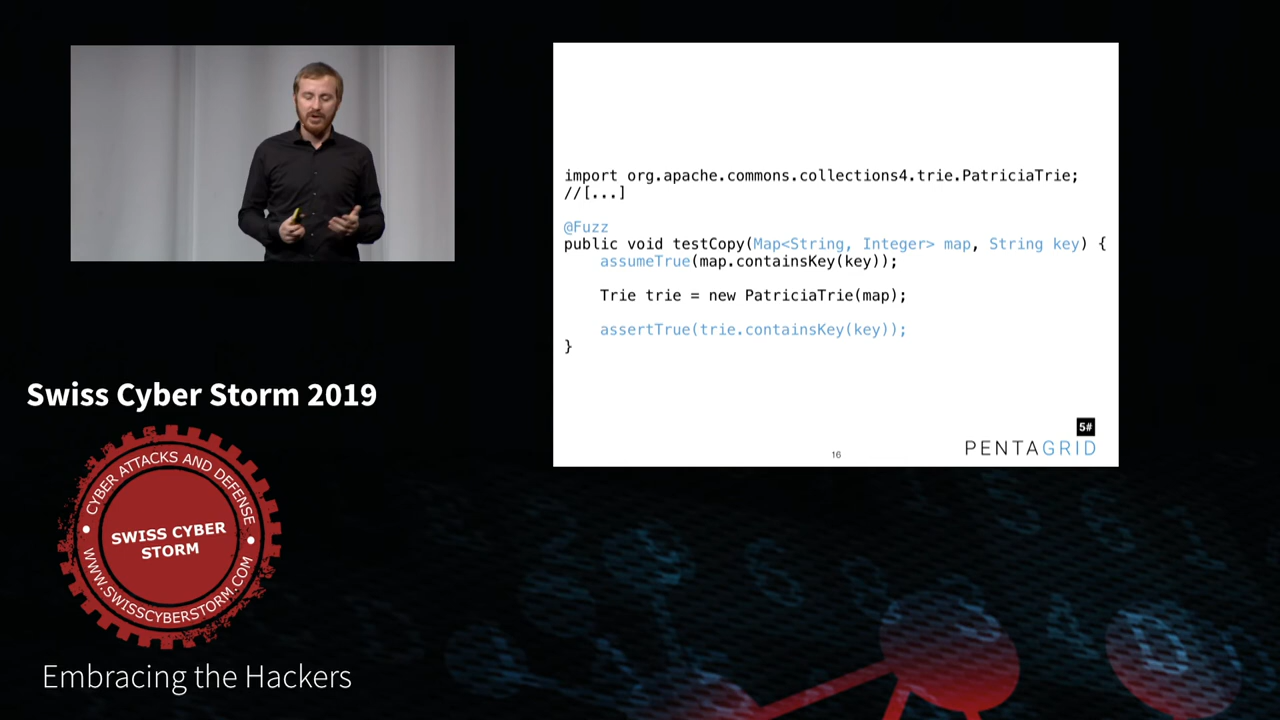 import org.apache.commons.collections4.trie.PatriciaTrie;
//[...]
@Fuzz
public void testCopy(Map<String, Integer> map, String key) {
    assumeTrue(map.containsKey(key));
    Trie trie = new PatriciaTrie(map);
    assertTrue(trie.containsKey(key));
}
5#
16
PENTAGRID
Swiss Cyber Storm 2019
CYBER ATTACKS AND DEFENSE
SWISS CYBER
STORM
WWW.SWISSCYBERSTORM.COM
Embracing the Hackers